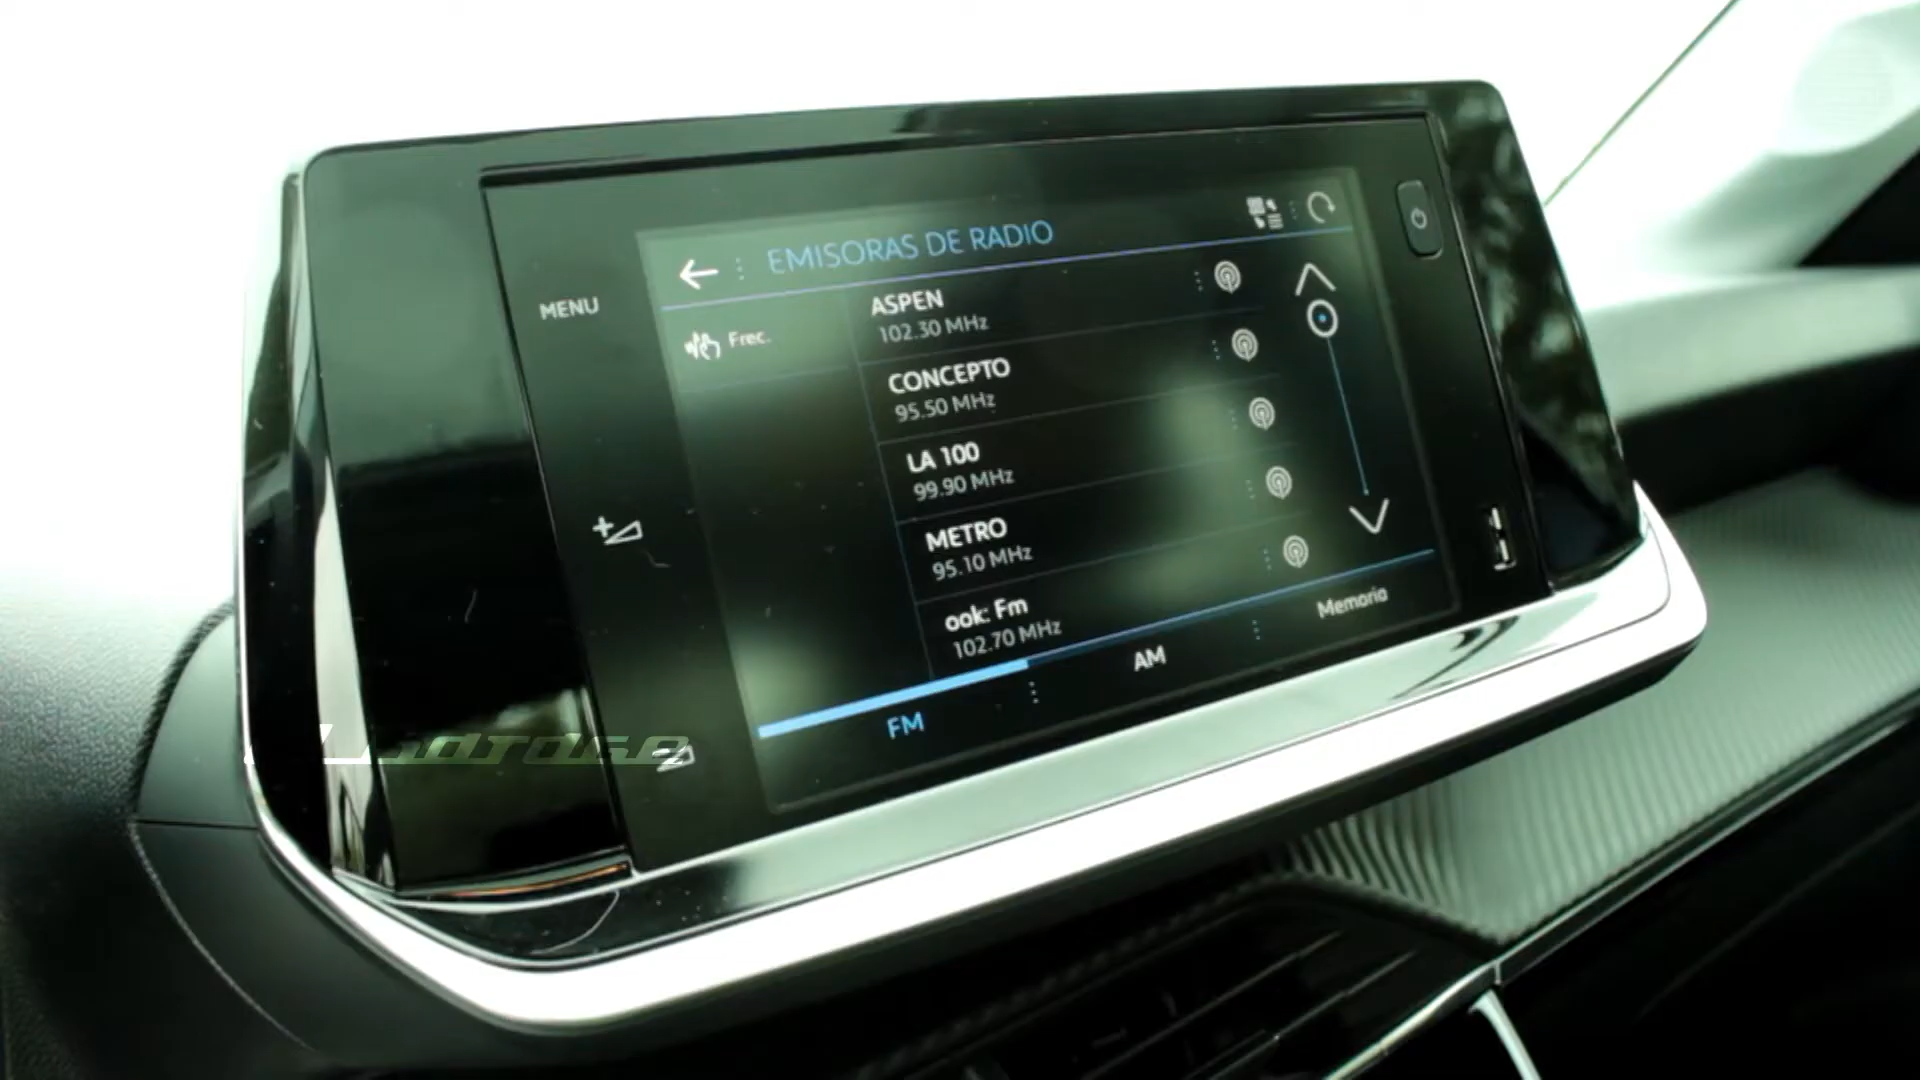 EMISORAS DE RADIO
MENU
Frec.
ASPEN
102.30 MHz
CONCEPTO
95.50 MHz
LA 100
99.90 MHz
METRO
95.10 MHz
ook: Fm
102.70 MHz
FM
AM
Memoria